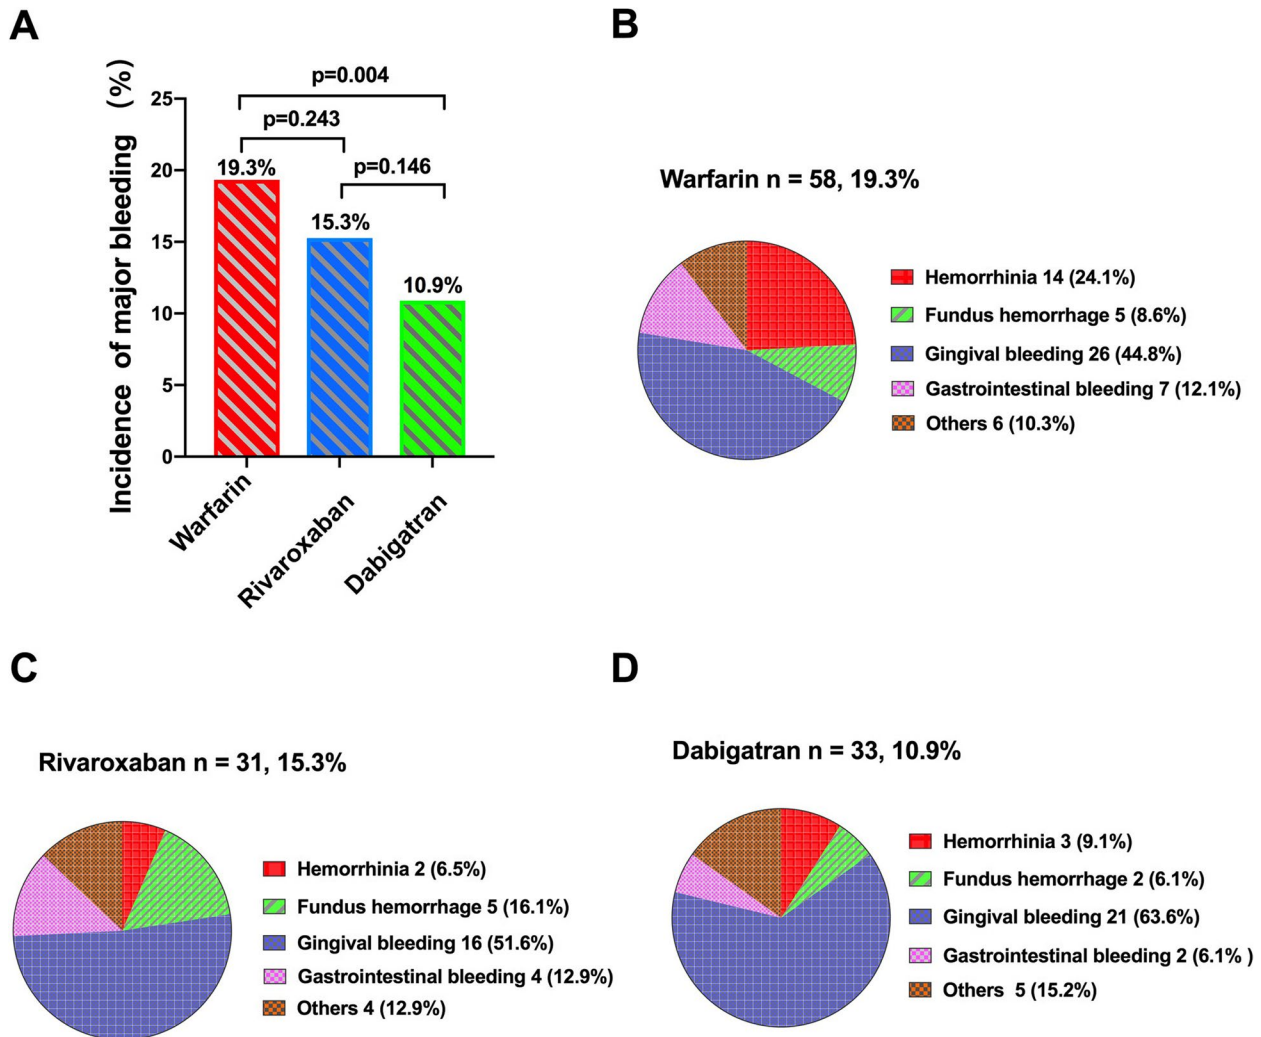 A
Incidence of major bleeding (%)
25
20
15
10
5
0
p=0.004
p=0.243
p=0.146
19.3%
15.3%
10.9%
Warfarin
Rivaroxaban
Dabigatran
B
Warfarin n = 58, 19.3%
Hemorrhinia 14 (24.1%)
Fundus hemorrhage 5 (8.6%)
Gingival bleeding 26 (44.8%)
Gastrointestinal bleeding 7 (12.1%)
Others 6 (10.3%)
C
Rivaroxaban n = 31, 15.3%
Hemorrhinia 2 (6.5%)
Fundus hemorrhage 5 (16.1%)
Gingival bleeding 16 (51.6%)
Gastrointestinal bleeding 4 (12.9%)
Others 4 (12.9%)
D
Dabigatran n = 33, 10.9%
Hemorrhinia 3 (9.1%)
Fundus hemorrhage 2 (6.1%)
Gingival bleeding 21 (63.6%)
Gastrointestinal bleeding 2 (6.1% )
Others 5 (15.2%)